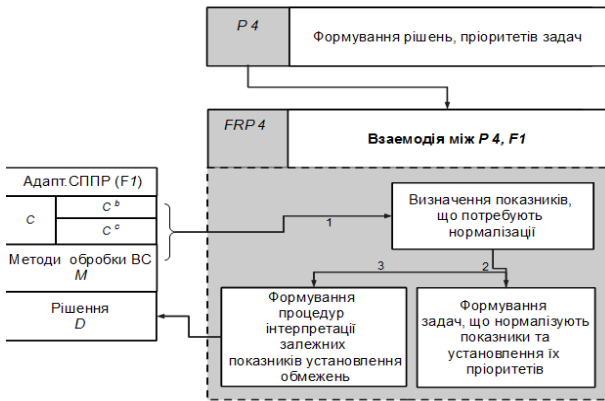 P 4
Формування рішень, пріоритетів задач
FRP 4
Взаємодія між P 4, F1
Адапт.СППР (F1)
C
C b
C c
Методи обробки ВС
M
Рішення
D
1
Визначення показників,
що потребують
нормалізації
3
2
Формування
процедур
інтерпретації
залежних
показників установлення
обмежень
Формування
задач, що нормалізують
показники та
установлення їх
пріоритетів